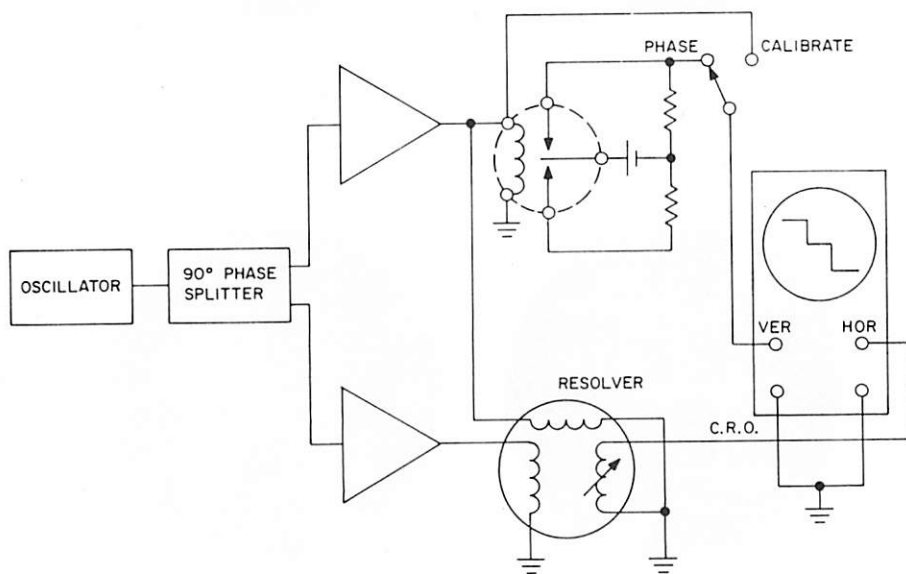 PHASE
CALIBRATE
OSCILLATOR
90° PHASE
SPLITTER
VER
HOR
RESOLVER
C.R.O.